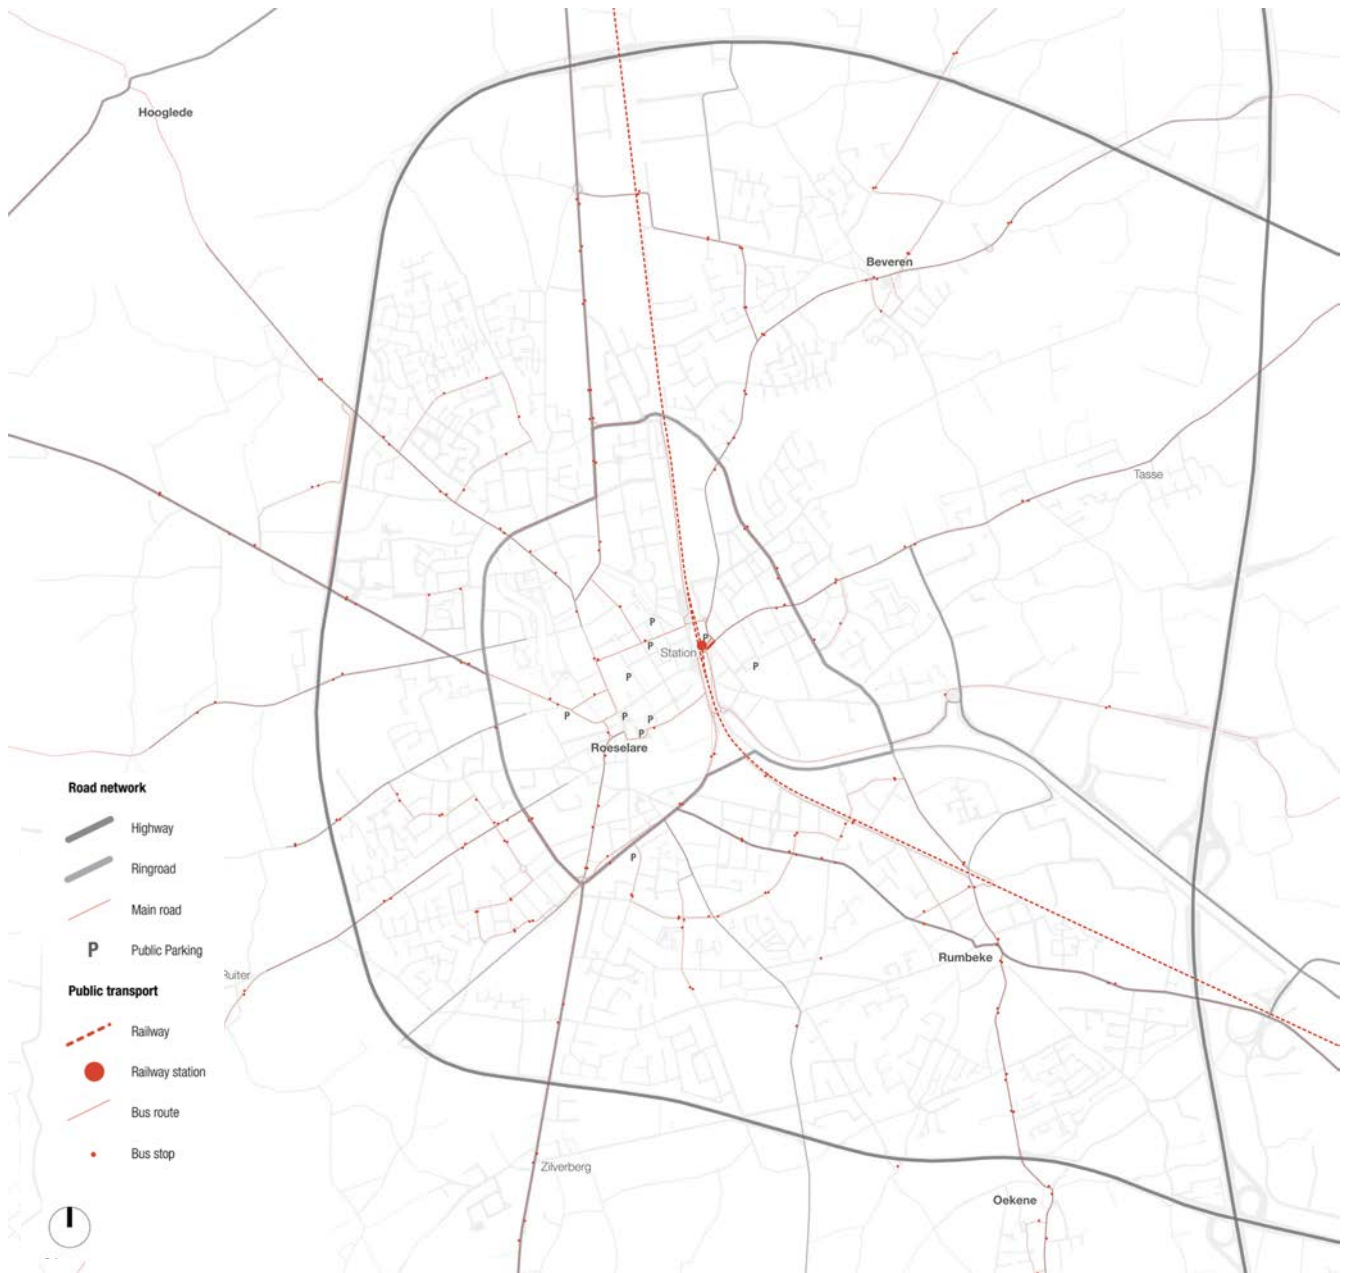 Hooglede
Beveren
Tasse
P
P
P
Station
P
P
P
P
P
P
Roeselare
Road network
Highway
Ringroad
Main road
P
Public Parking
P
Rumbeke
Ruiter
Public transport
Railway
Railway station
Bus route
Bus stop
Zilverberg
Oekene